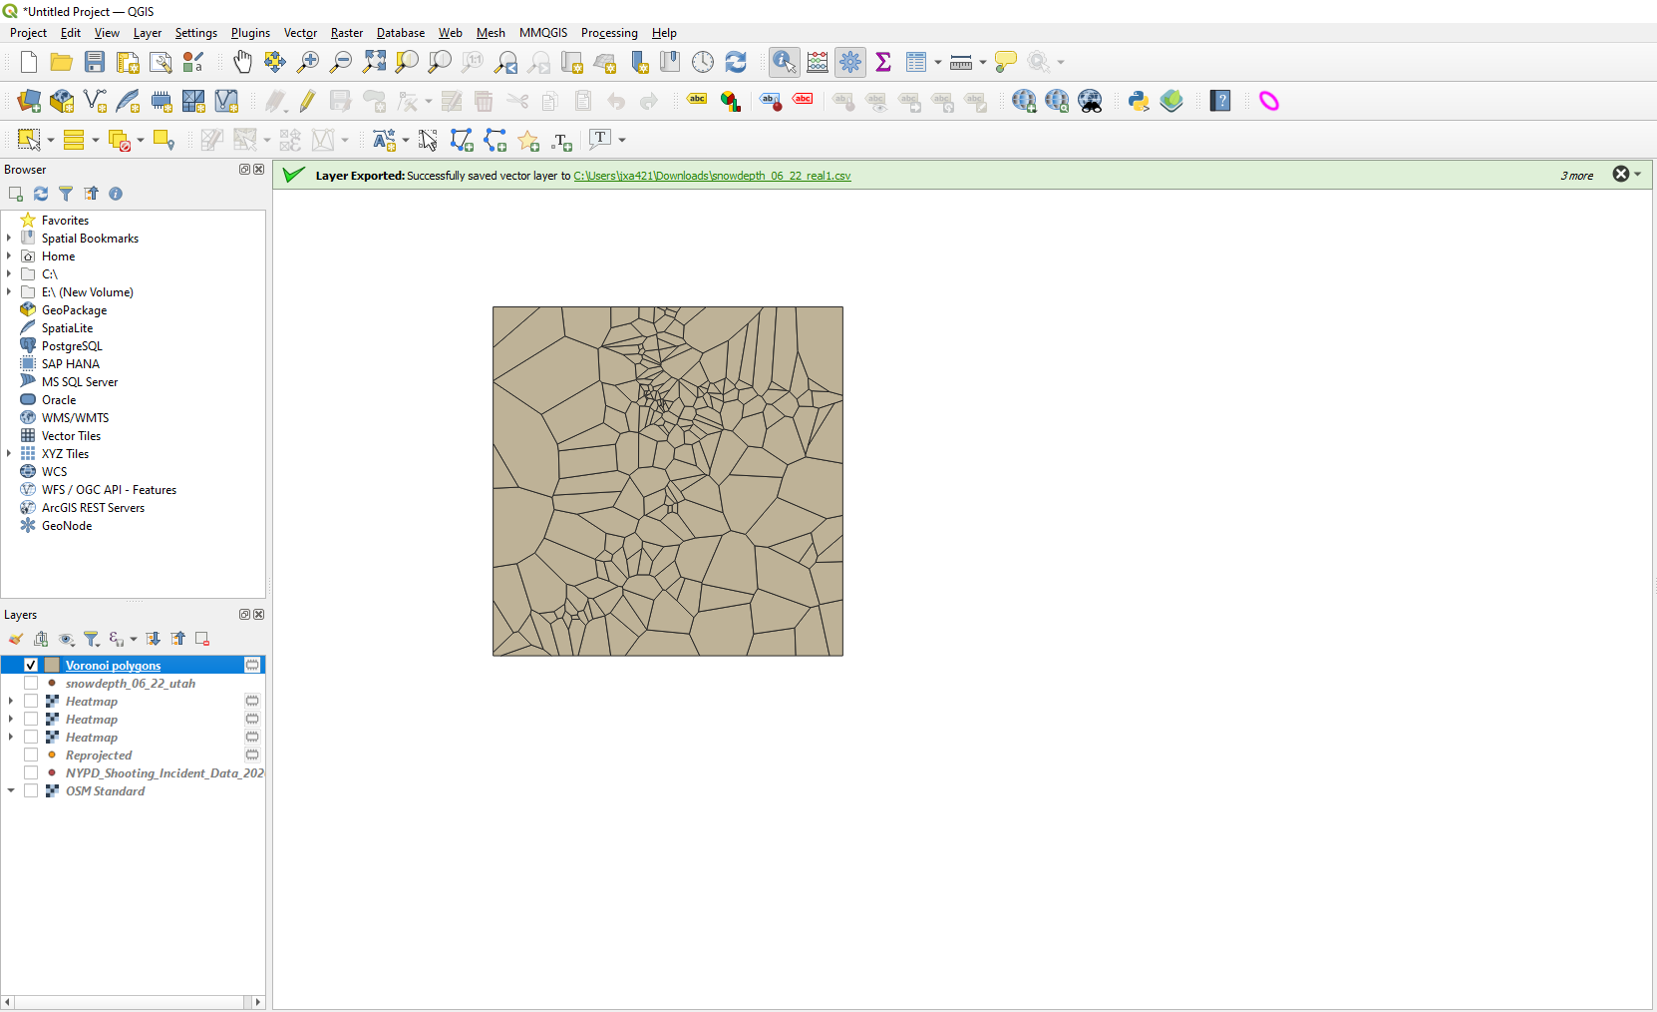 *Untitled Project — QGIS
Project Edit View Layer Settings Plugins Vector Raster Database Web Mesh MMQGIS Processing Help
abc abc abc
Browser
Layer Exported: Successfully saved vector layer to C:\Users\jxa421\Downloads\snowdepth_06_22_real1.csv 3 more
Favorites
Spatial Bookmarks
Home
C:\
E:\ (New Volume)
GeoPackage
SpatiaLite
PostgreSQL
SAP HANA
MS SQL Server
Oracle
WMS/WMTS
Vector Tiles
XYZ Tiles
WCS
WFS / OGC API - Features
ArcGIS REST Servers
GeoNode
Layers
Voronoi polygons
snowdepth_06_22_utah
Heatmap
Heatmap
Heatmap
Reprojected
NYPD_Shooting_Incident_Data_202
OSM Standard